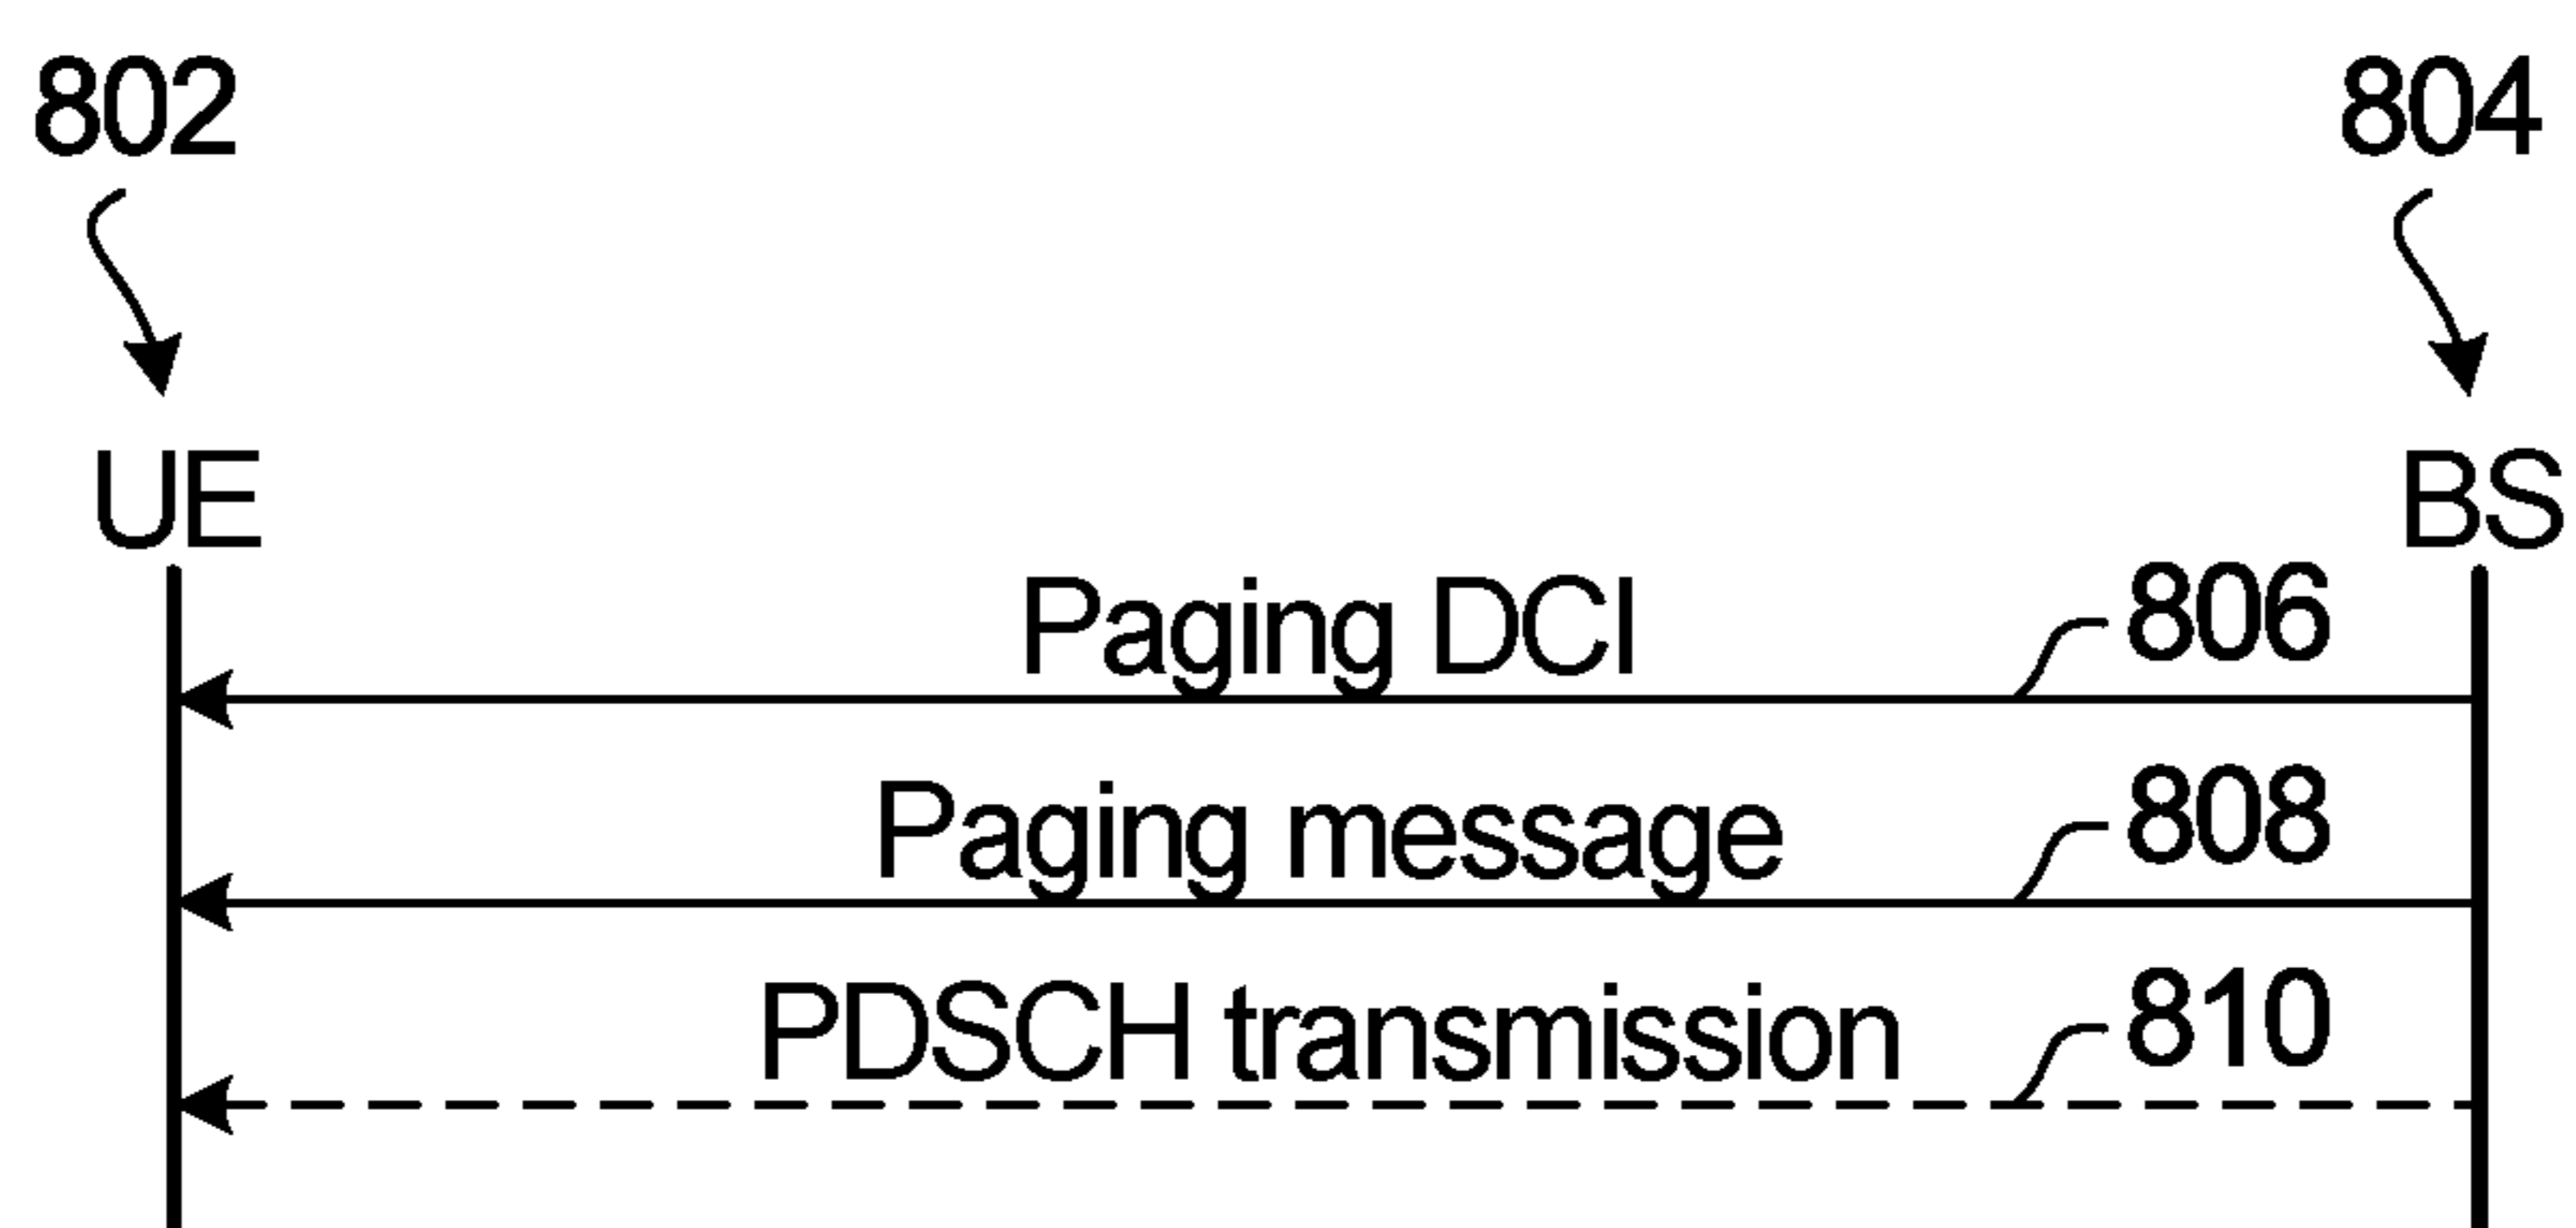 802
804
UE
BS
Paging DCI
806
Paging message
808
PDSCH transmission
810